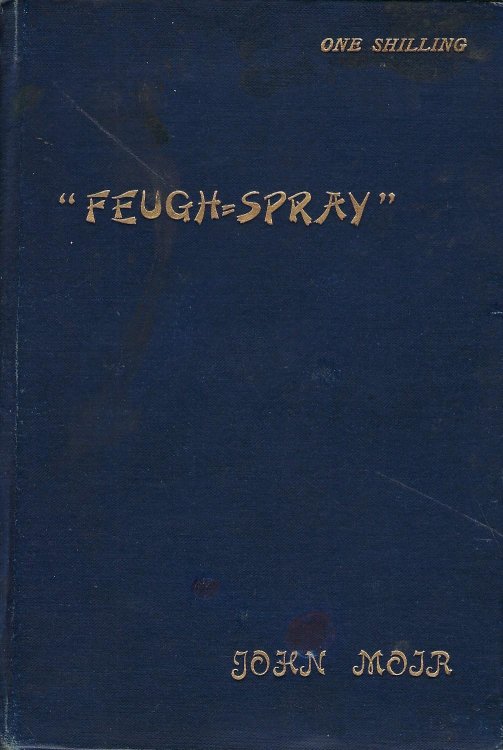 ONE SHILLING
"FEUGH=SPRAY"
JOHN MOIR